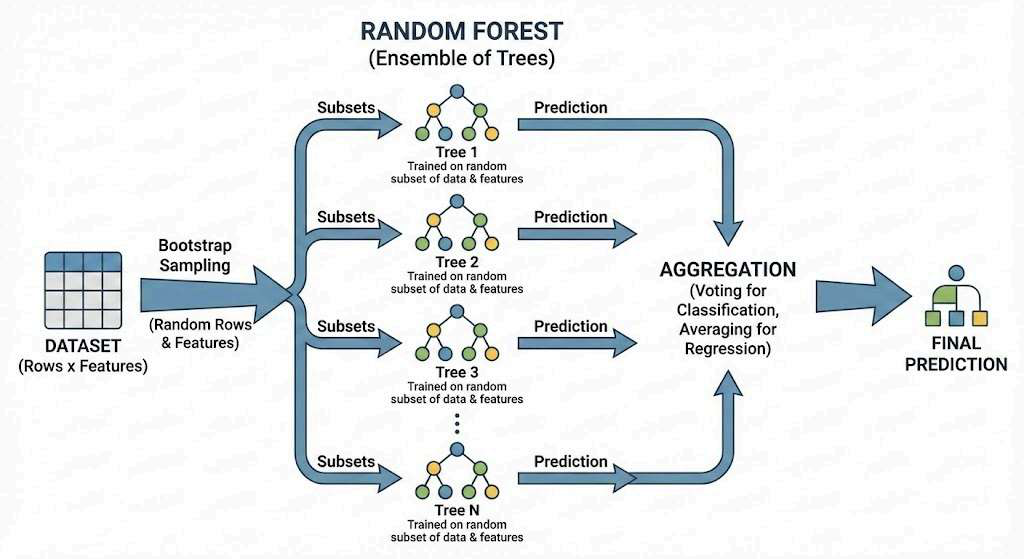 RANDOM FOREST
(Ensemble of Trees)
Subsets
Prediction
Tree 1
Trained on random
subset of data & features
Subsets
Prediction
Tree 2
Trained on random
subset of data & features
Bootstrap
Sampling
(Random Rows
& Features)
DATASET
(Rows x Features)
Subsets
Prediction
Tree 3
Trained on random
subset of data & features
Subsets
Prediction
Tree N
Trained on random
subset of data & features
AGGREGATION
(Voting for
Classification,
Averaging for
Regression)
FINAL
PREDICTION